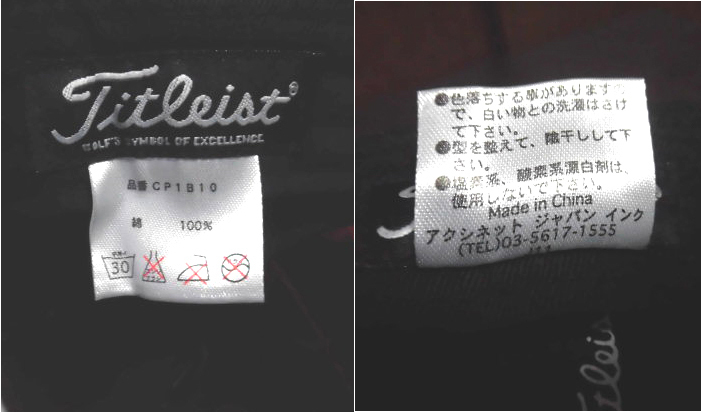 Titleist®
GOLF'S SYMBOL OF EXCELLENCE
品番 CP1B10
綿 100%
30
●色落ちする事があります
で、白い物との洗濯はさけ
て下さい。
●型を整えて、陰干しして下
さい。
●塩素系、酸素系漂白剤は、
使用しないで下さい。
Made in China
アクシネット ジャパン インク
(TEL)03-5617-1555